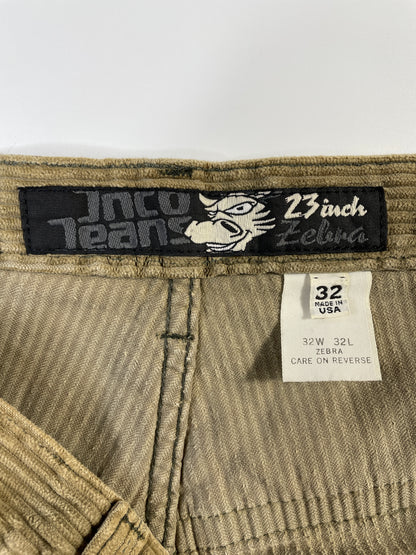 Jnco
Jeans
23 inch
Zebra
32
MADE IN
USA
32W 32L
ZEBRA
CARE ON REVERSE